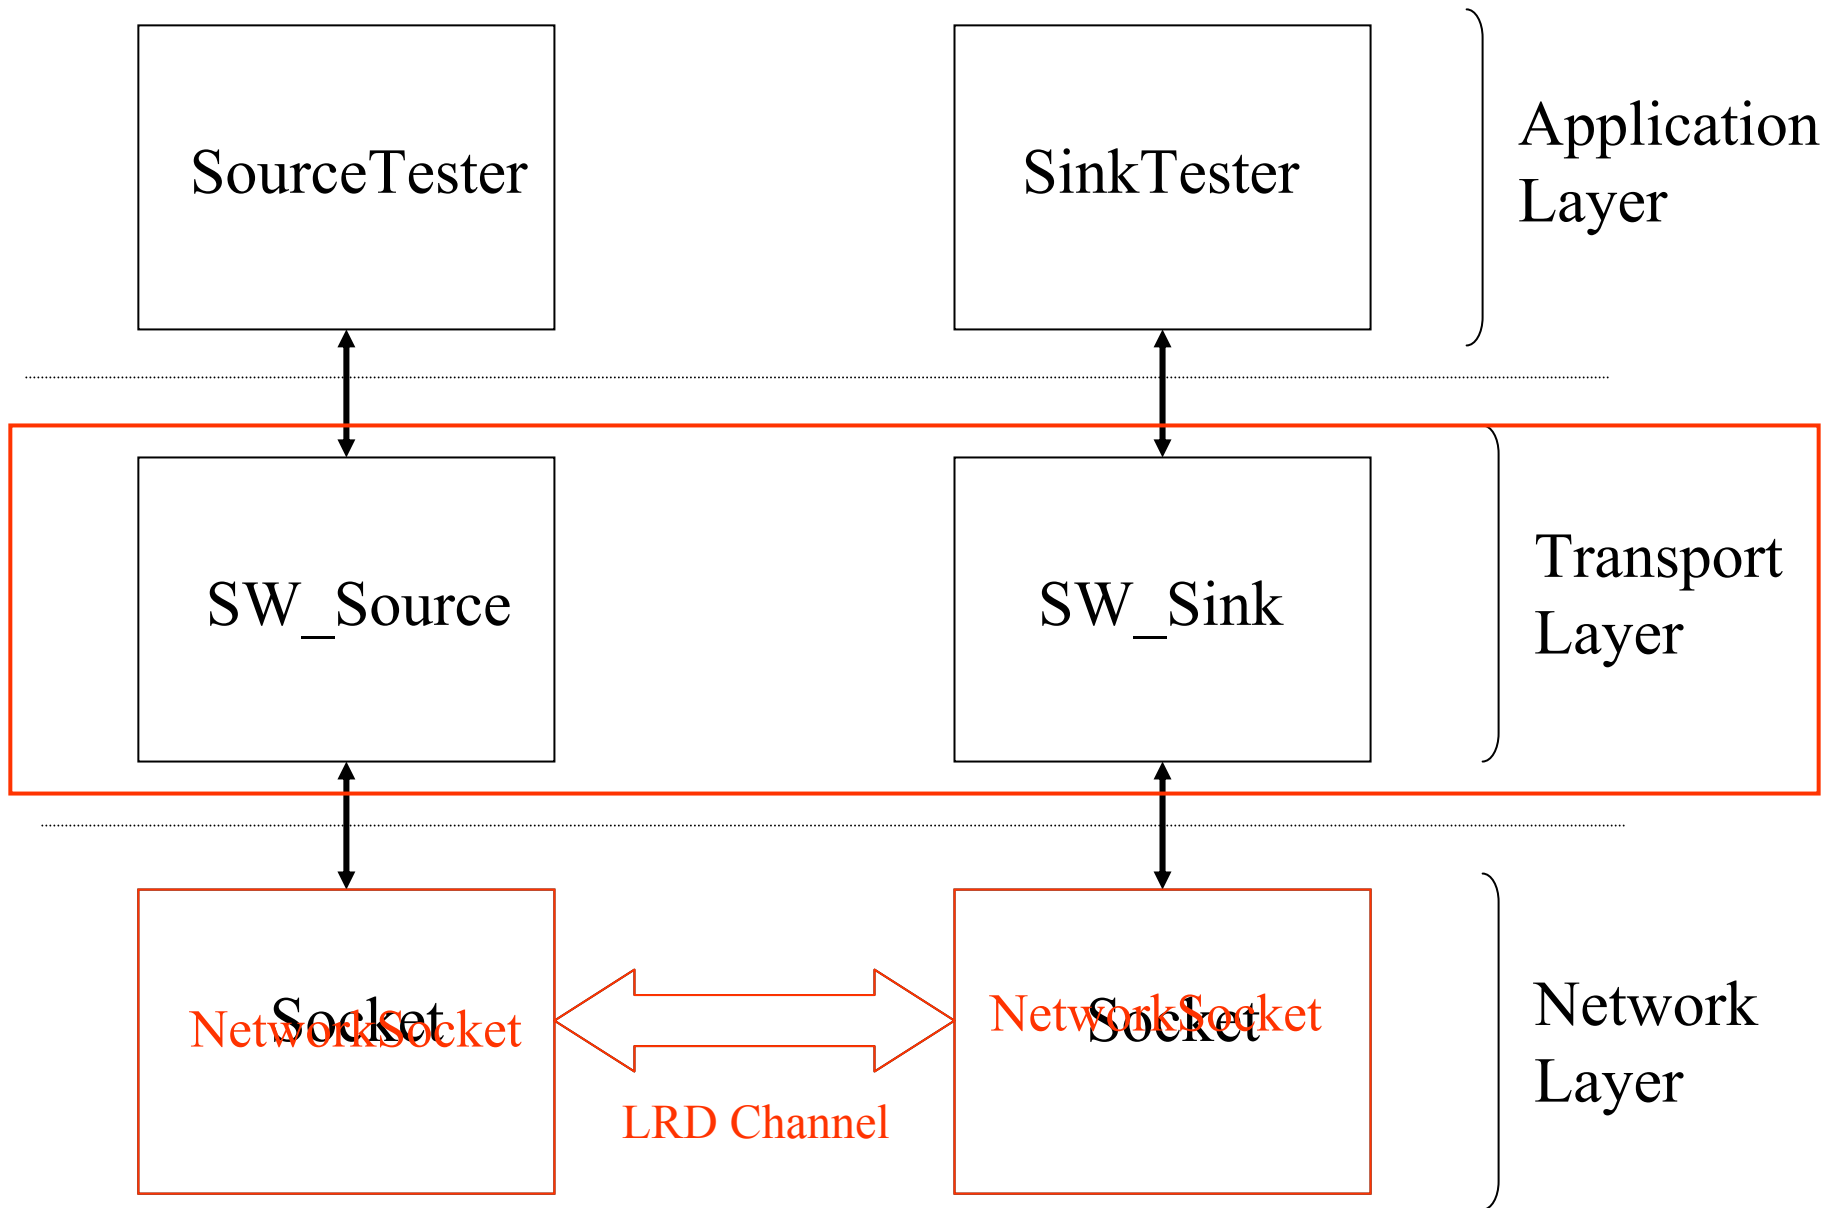 SourceTester
SinkTester
Application
Layer
SW_Source
SW_Sink
Transport
Layer
Socket
NetworkSocket
NetworkSocket
Socket
Network
Layer
LRD Channel